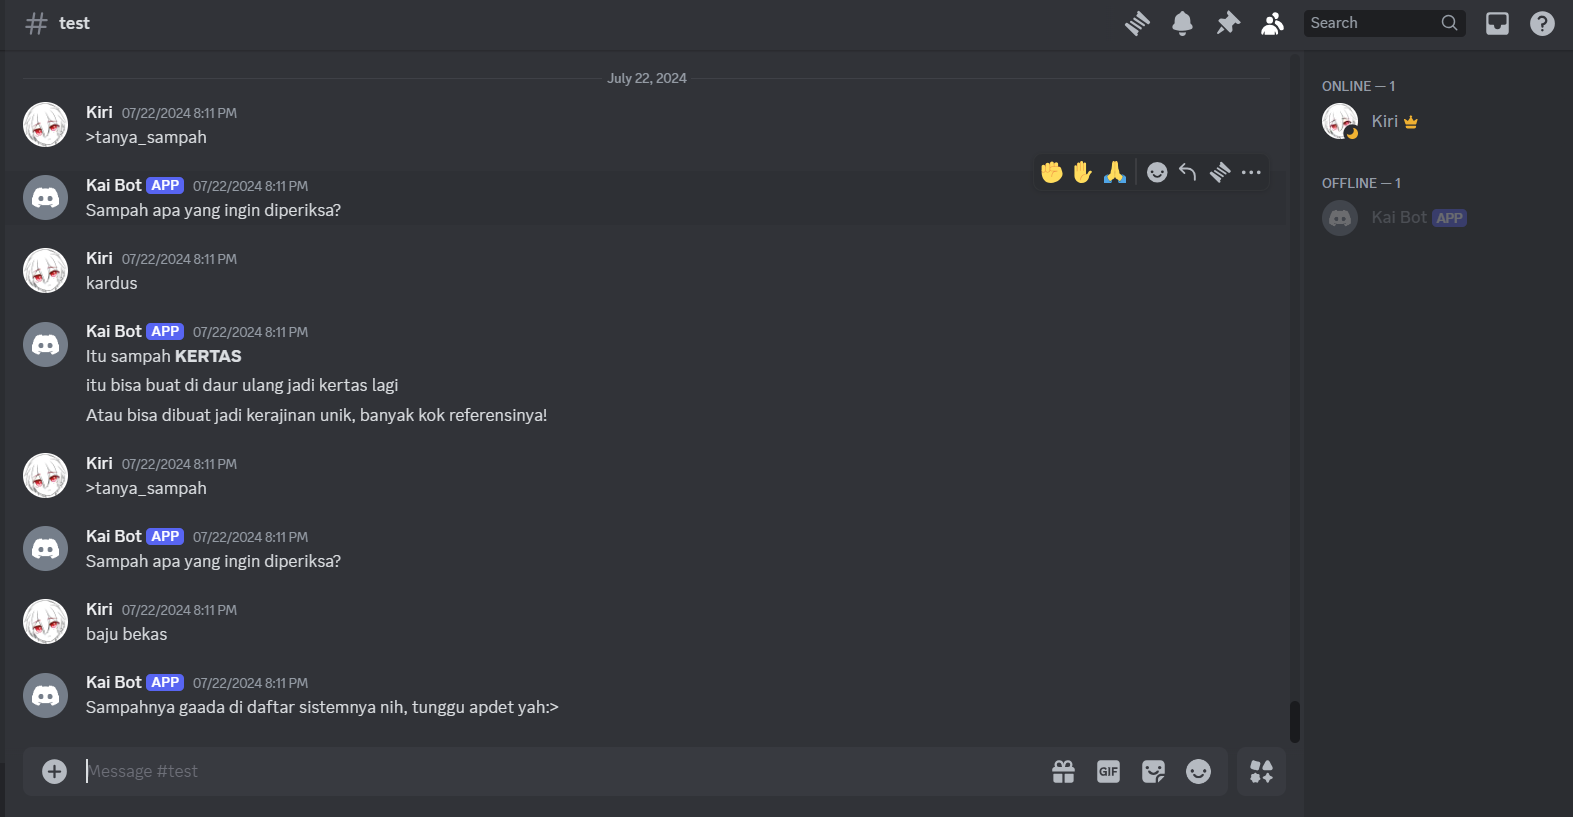 test
Search
July 22, 2024
Kiri 07/22/2024 8:11 PM
>tanya_sampah
Kai Bot APP 07/22/2024 8:11 PM
Sampah apa yang ingin diperiksa?
Kiri 07/22/2024 8:11 PM
kardus
Kai Bot APP 07/22/2024 8:11 PM
Itu sampah KERTAS
itu bisa buat di daur ulang jadi kertas lagi
Atau bisa dibuat jadi kerajinan unik, banyak kok referensinya!
Kiri 07/22/2024 8:11 PM
>tanya_sampah
Kai Bot APP 07/22/2024 8:11 PM
Sampah apa yang ingin diperiksa?
Kiri 07/22/2024 8:11 PM
baju bekas
Kai Bot APP 07/22/2024 8:11 PM
Sampahnya gaada di daftar sistemnya nih, tunggu apdet yah:>
Message #test
GIF
ONLINE — 1
Kiri
OFFLINE — 1
Kai Bot APP